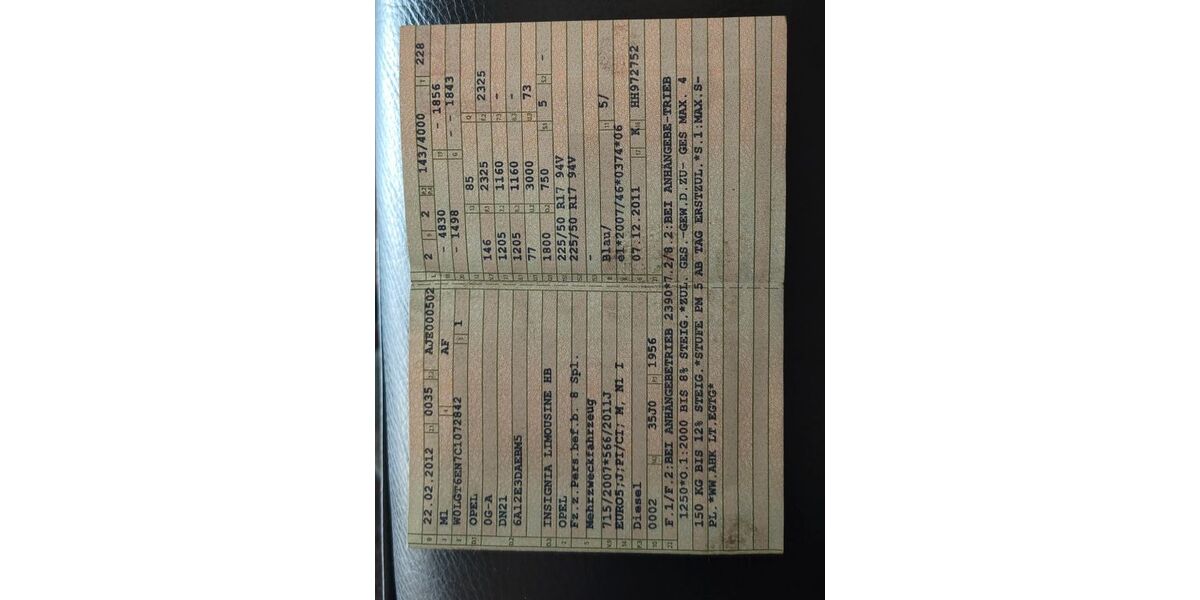 22.02.2012 0035 AJE000502
M1 AF
W0LGT6EN7C1072842 1
OPEL
0G-A
DN21
6A12E3DAEBM5
INSIGNIA LIMOUSINE HB
OPEL
Fz.z.Pers.bef.b. 8 Spl.
Mehrzweckfahrzeug
715/2007*566/2011J
EURO5;J;PI/CI; M, N1 I
Diesel
0002 35J0 1956
2 2 143/4000 228
- 4830 - 1856
- 1498 - - 1843
85
146 2325 2325
1205 1160 -
1205 1160 -
77 3000 73
1800 750 5 -
225/50 R17 94V
225/50 R17 94V
-
Blau/ 5/
e1*2007/46*0374*06
07.12.2011 K HH972752
F.1/F.2:BEI ANHÄNGEBETRIEB 2390*7.2/8.2:BEI ANHÄNGEBE-TRIEB
1250*O.1:2000 BIS 8% STEIG.*ZUL. GES -GEW.D.ZU- GES MAX. 4
150 KG BIS 12% STEIG.*STUFE PM 5 AB TAG ERSTZUL.*S.1:MAX.S-
PL. *WW.AHK LT.EGTG*